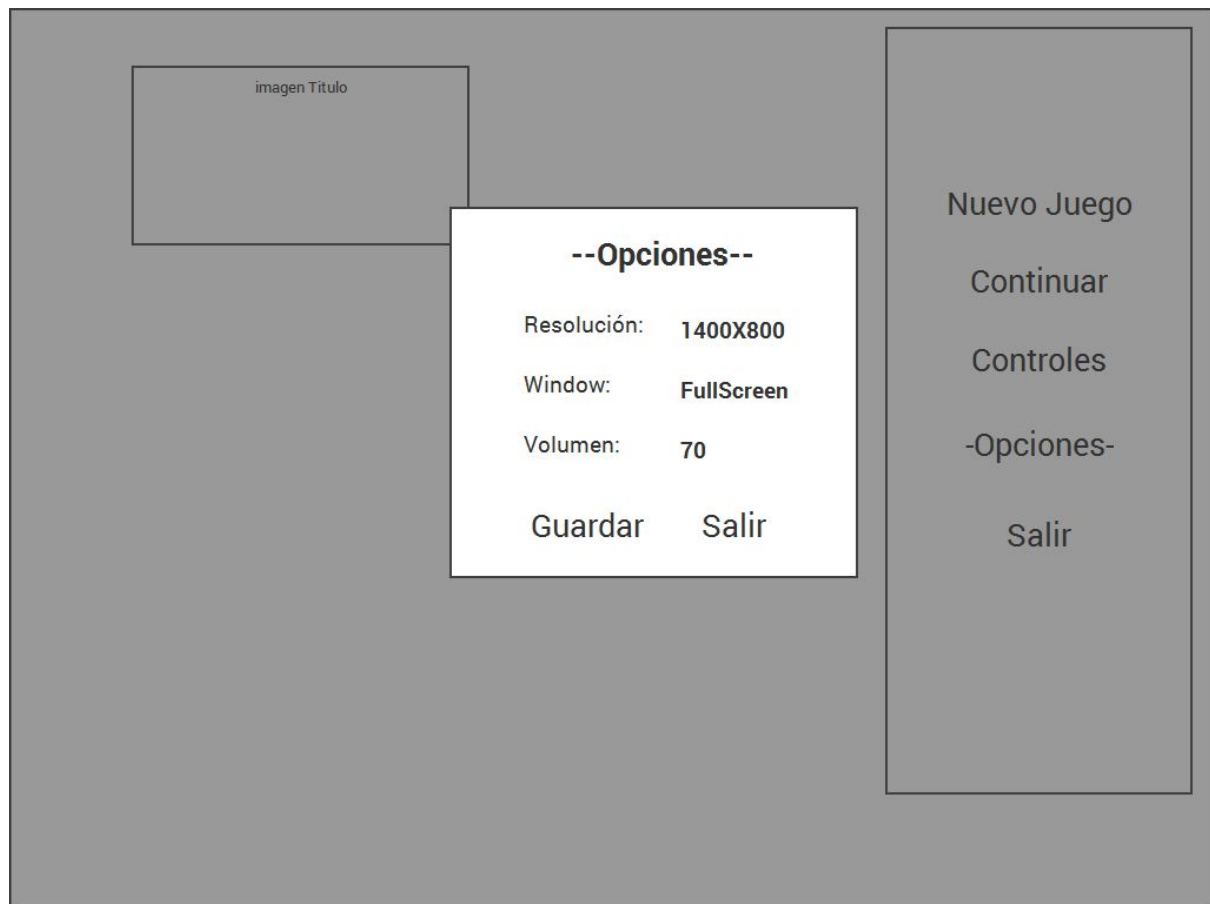 imagen Titulo
--Opciones--
Resolución: 1400X800
Window: FullScreen
Volumen: 70
Guardar Salir
Nuevo Juego
Continuar
Controles
-Opciones-
Salir